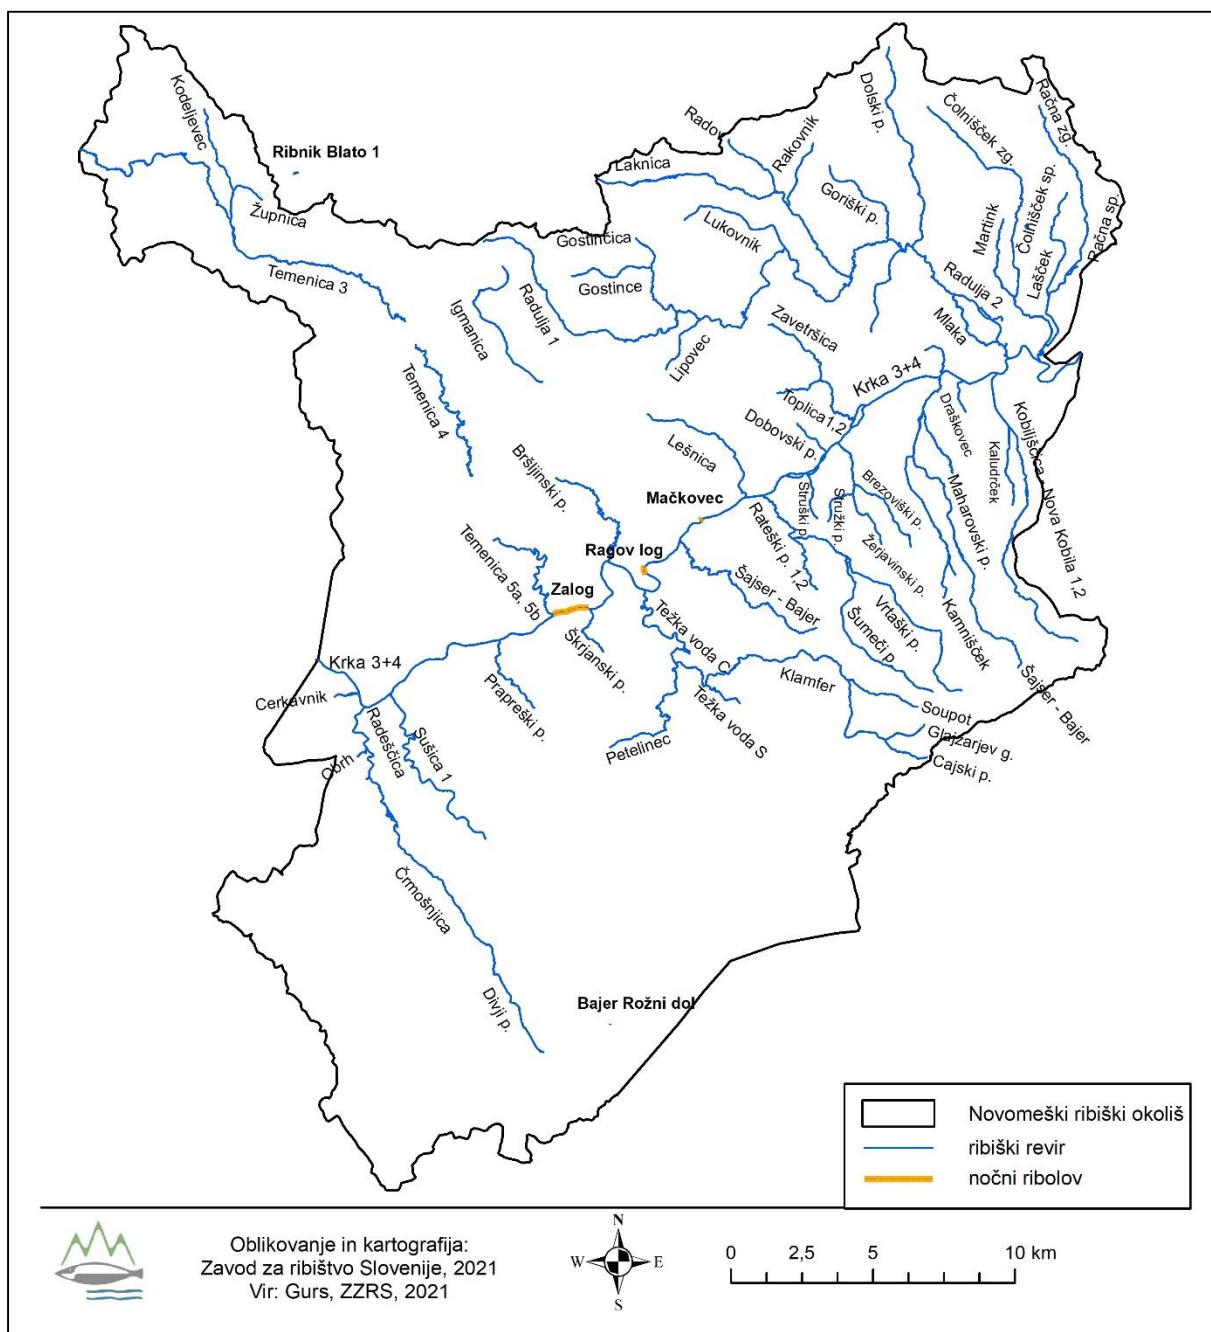 Kodeljevec
Ribnik Blato 1
Župnica
Temenica 3
Radov
Rakovnik
Dolski p.
Čolnišček zg.
Račna zg.
Laknica
Goriški p.
Lukovnik
Martink
Čolnišček sp.
Lašček
Račna sp.
Gostinčica
Gostince
Radulja 1
Igmanica
Radulja 2
Mlaka
Zavetršica
Lipovec
Krka 3+4
Temenica 4
Toplica1,2
Dobovski p.
Draškovec
Kobiljščica
Kaludrček
Nova Kobila 1,2
Lešnica
Bršljinski p.
Mačkovec
Struški p.
Stružki p.
Brezoviški p.
Maharovski p.
Rateški p. 1,2
Žerjavinski p.
Ragov log
Temenica 5a, 5b
Zalog
Šajser - Bajer
Vrtaški p.
Šumeči p.
Kamnišček
Šajser - Bajer
Težka voda C
Škrjanski p.
Krka 3+4
Cerkavnik
Prapreški p.
Klamfer
Težka voda S
Petelinec
Soupot
Glajzarjev g.
Cajski p.
Radeščica
Sušica 1
Obrh
Črmošnjica
Divji p.
Bajer Rožni dol
Novomeški ribiški okoliš
ribiški revir
nočni ribolov
Oblikovanje in kartografija:
Zavod za ribištvo Slovenije, 2021
Vir: Gurs, ZZRS, 2021
N
W E
S
0 2,5 5 10 km